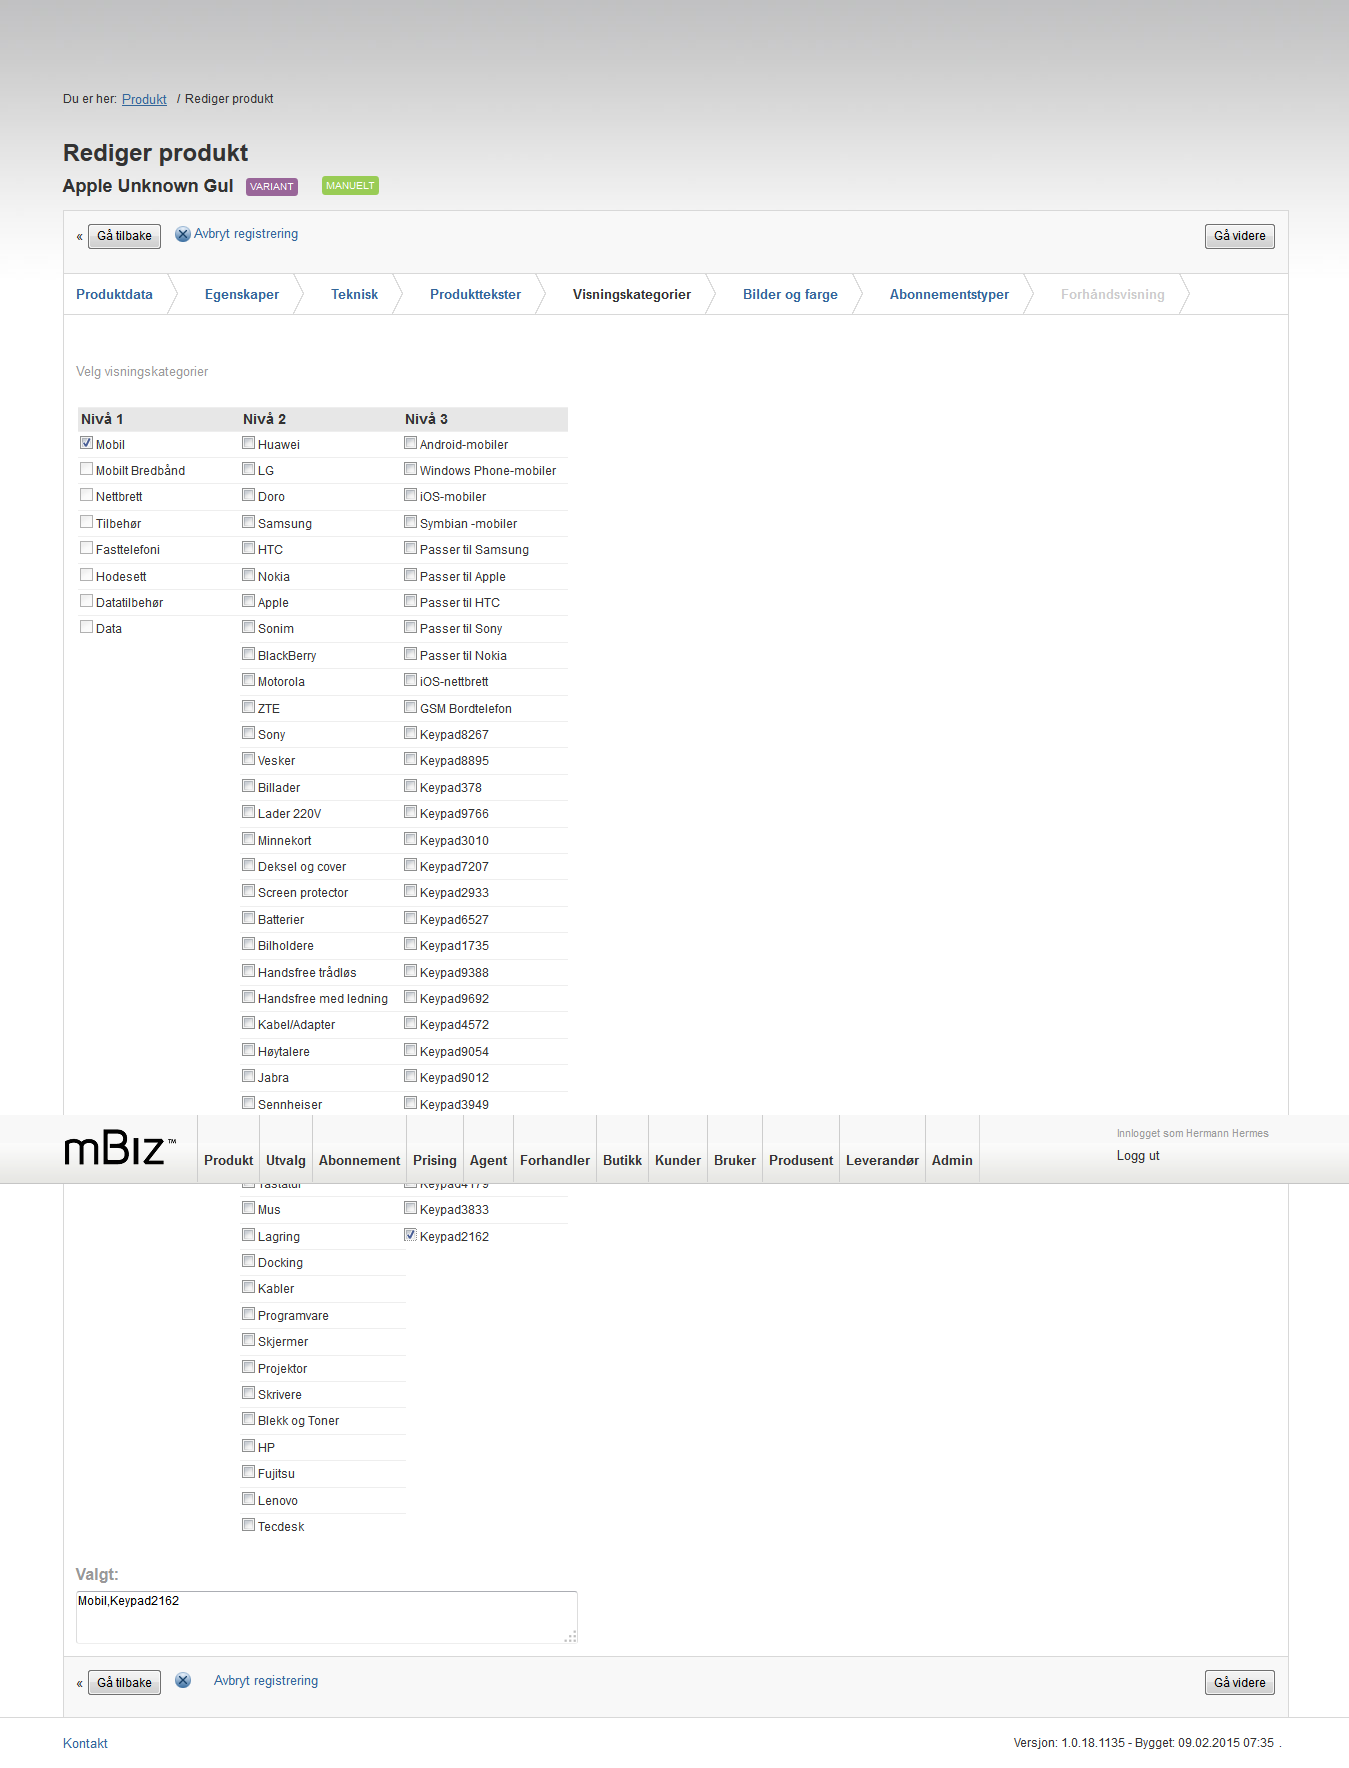 Du er her: Produkt / Rediger produkt
Rediger produkt
Apple Unknown Gul VARIANT MANUELT
« Gå tilbake Avbryt registrering Gå videre
Produktdata Egenskaper Teknisk Produkttekster Visningskategorier Bilder og farge Abonnementstyper Forhåndsvisning
Velg visningskategorier
Nivå 1 Nivå 2 Nivå 3
Mobil Huawei Android-mobiler
Mobilt Bredbånd LG Windows Phone-mobiler
Nettbrett Doro iOS-mobiler
Tilbehør Samsung Symbian -mobiler
Fasttelefoni HTC Passer til Samsung
Hodesett Nokia Passer til Apple
Datatilbehør Apple Passer til HTC
Data Sonim Passer til Sony
BlackBerry Passer til Nokia
Motorola iOS-nettbrett
ZTE GSM Bordtelefon
Sony Keypad8267
Vesker Keypad8895
Billader Keypad378
Lader 220V Keypad9766
Minnekort Keypad3010
Deksel og cover Keypad7207
Screen protector Keypad2933
Batterier Keypad6527
Bilholdere Keypad1735
Handsfree trådløs Keypad9388
Handsfree med ledning Keypad9692
Kabel/Adapter Keypad4572
Høytalere Keypad9054
Jabra Keypad9012
Sennheiser Keypad3949
mBiz™ Produkt Utvalg Abonnement Prising Agent Forhandler Butikk Kunder Bruker Produsent Leverandør Admin
Innlogget som Hermann Hermes
Logg ut
Tastatur Keypad4179
Mus Keypad3833
Lagring Keypad2162
Docking
Kabler
Programvare
Skjermer
Projektor
Skrivere
Blekk og Toner
HP
Fujitsu
Lenovo
Tecdesk
Valgt:
Mobil,Keypad2162
« Gå tilbake Avbryt registrering Gå videre
Kontakt Versjon: 1.0.18.1135 - Bygget: 09.02.2015 07:35 .